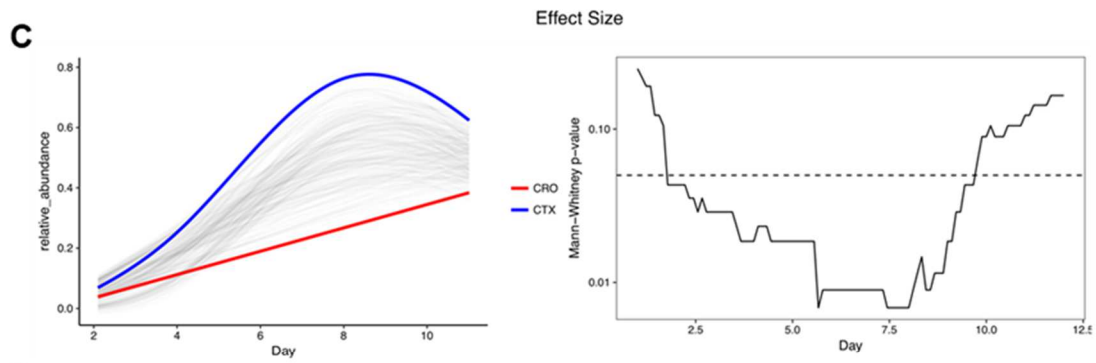 Effect Size
C
relative_abundance
0.8
0.6
0.4
0.2
0.0
2 4 6 8 10
Day
CRO
CTX
Mann-Whitney p-value
0.10
0.01
2.5 5.0 7.5 10.0 12.5
Day